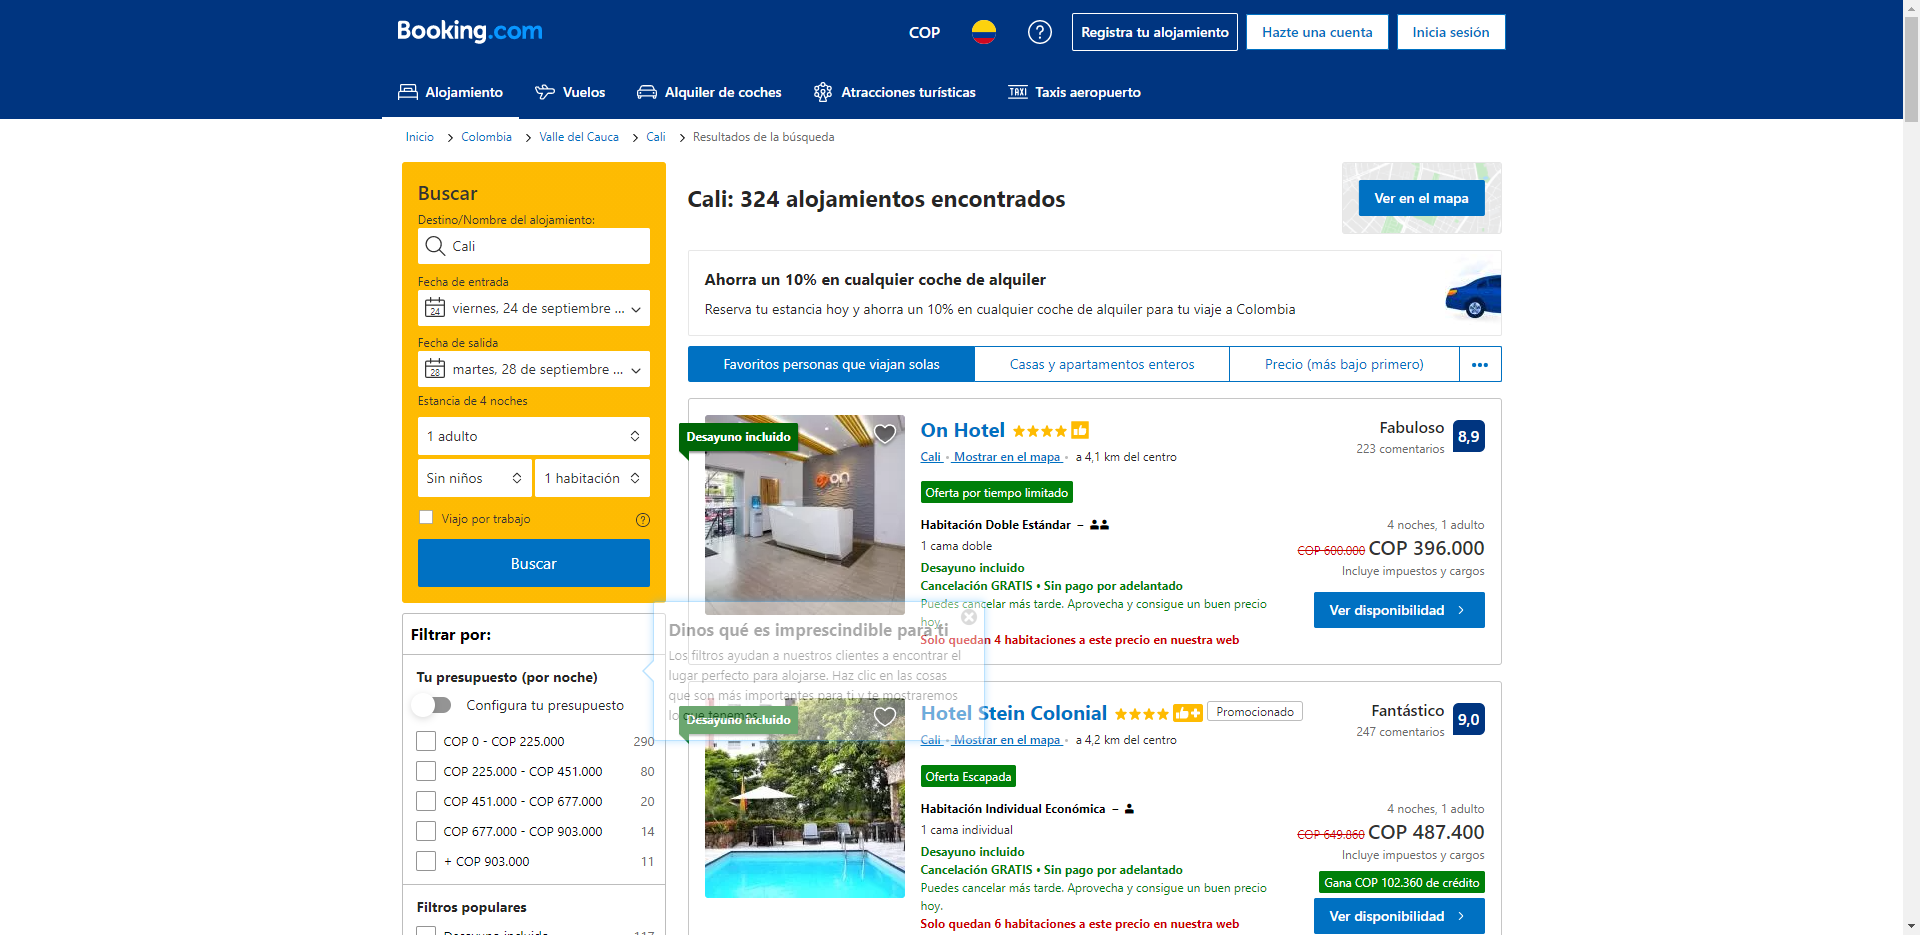 Booking.com
COP
Registra tu alojamiento
Hazte una cuenta
Inicia sesión
Alojamiento
Vuelos
Alquiler de coches
Atracciones turísticas
TAXI
Taxis aeropuerto
Inicio > Colombia > Valle del Cauca > Cali > Resultados de la búsqueda
Buscar
Destino/Nombre del alojamiento:
Cali
Fecha de entrada
24
viernes, 24 de septiembre ...
Fecha de salida
28
martes, 28 de septiembre ...
Estancia de 4 noches
1 adulto
Sin niños
1 habitación
Viajo por trabajo
Buscar
Filtrar por:
Tu presupuesto (por noche)
Configura tu presupuesto
COP 0 - COP 225.000 290
COP 225.000 - COP 451.000 80
COP 451.000 - COP 677.000 20
COP 677.000 - COP 903.000 14
+ COP 903.000 11
Filtros populares
Desayuno incluido 117
Cali: 324 alojamientos encontrados
Ver en el mapa
Ahorra un 10% en cualquier coche de alquiler
Reserva tu estancia hoy y ahorra un 10% en cualquier coche de alquiler para tu viaje a Colombia
Favoritos personas que viajan solas
Casas y apartamentos enteros
Precio (más bajo primero)
Desayuno incluido
on
On Hotel
Cali • Mostrar en el mapa • a 4,1 km del centro
Fabuloso
223 comentarios
8,9
Oferta por tiempo limitado
Habitación Doble Estándar –
1 cama doble
Desayuno incluido
Cancelación GRATIS • Sin pago por adelantado
Puedes cancelar más tarde. Aprovecha y consigue un buen precio
hoy.
Solo quedan 4 habitaciones a este precio en nuestra web
4 noches, 1 adulto
COP 600.000 COP 396.000
Incluye impuestos y cargos
Ver disponibilidad
Dinos qué es imprescindible para ti
Los filtros ayudan a nuestros clientes a encontrar el
lugar perfecto para alojarse. Haz clic en las cosas
que son más importantes para ti y te mostraremos
lo que tenemos.
Desayuno incluido
Hotel Stein Colonial
Promocionado
Cali • Mostrar en el mapa • a 4,2 km del centro
Fantástico
247 comentarios
9,0
Oferta Escapada
Habitación Individual Económica –
1 cama individual
Desayuno incluido
Cancelación GRATIS • Sin pago por adelantado
Puedes cancelar más tarde. Aprovecha y consigue un buen precio
hoy.
Solo quedan 6 habitaciones a este precio en nuestra web
4 noches, 1 adulto
COP 649.860 COP 487.400
Incluye impuestos y cargos
Gana COP 102.360 de crédito
Ver disponibilidad